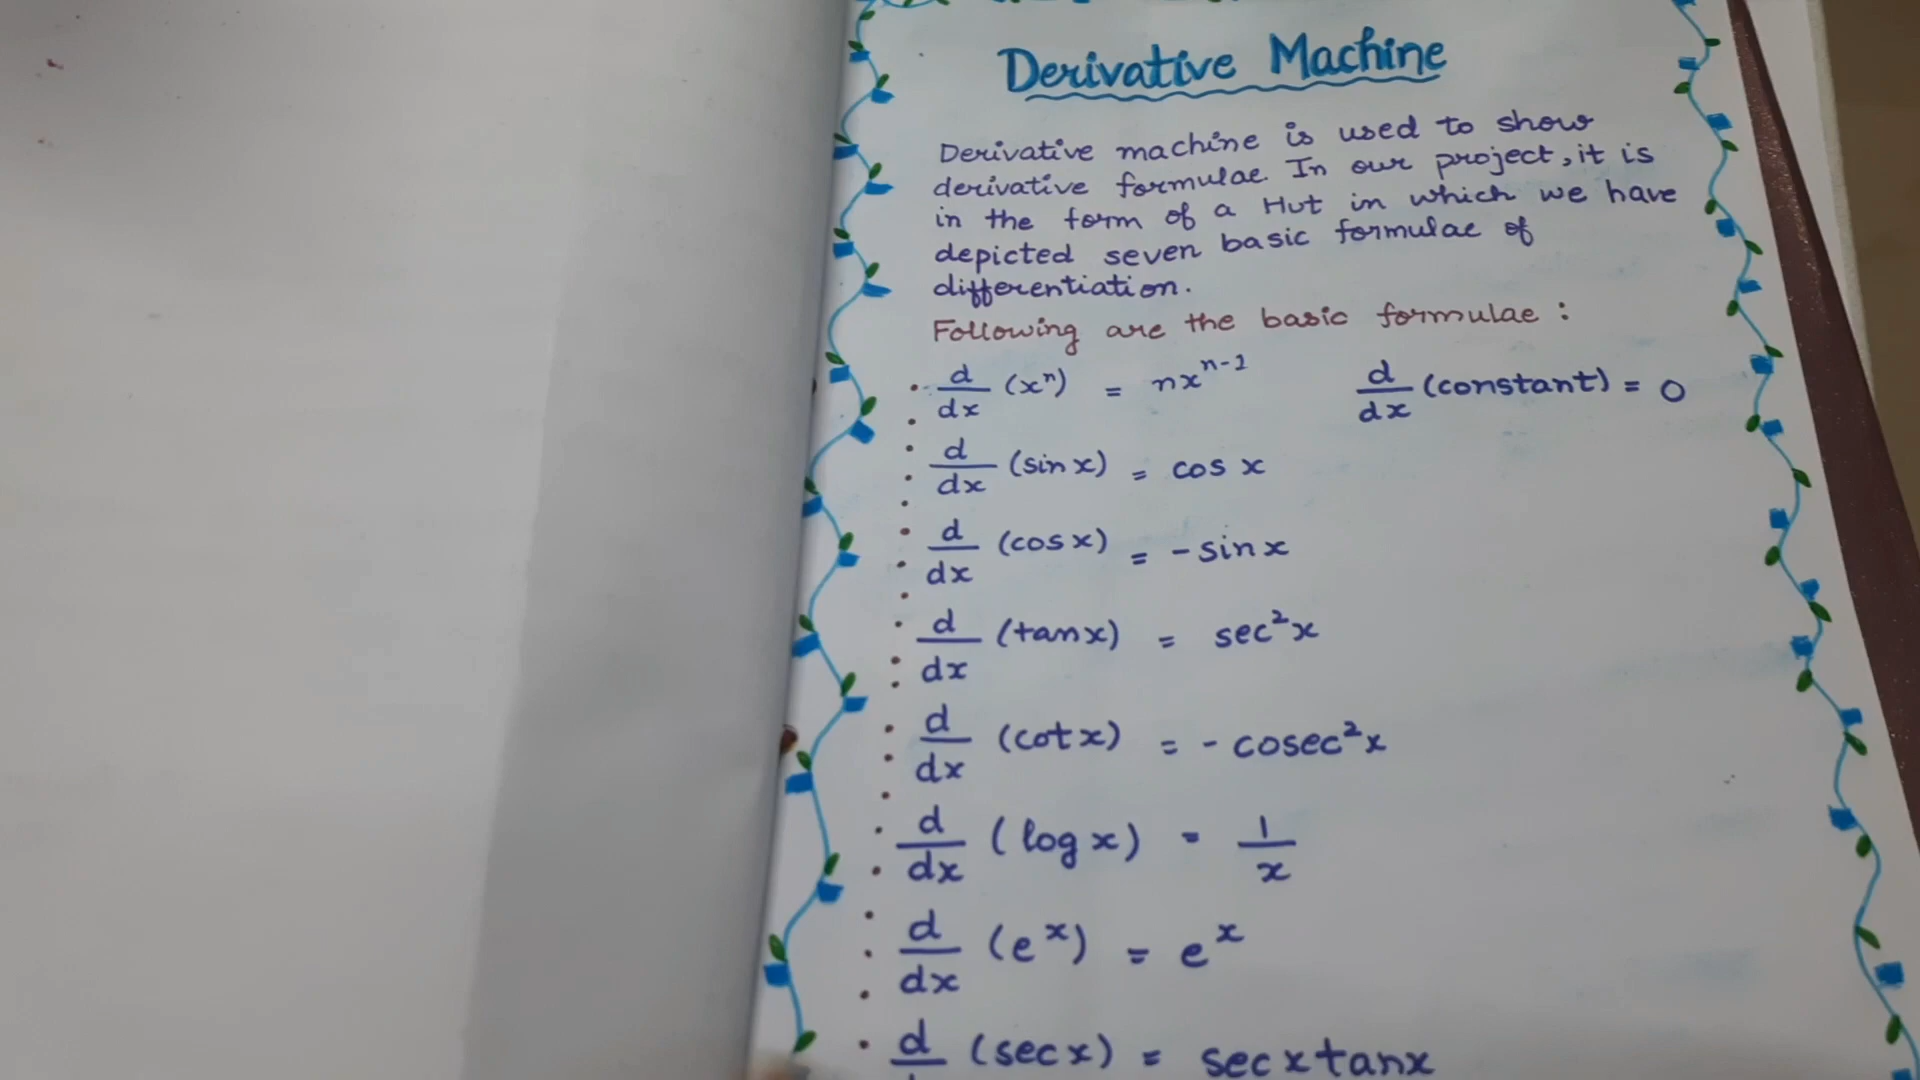 Derivative Machine
Derivative machine is used to show
derivative formulae. In our project, it is
in the form of a Hut in which we have
depicted seven basic formulae of
differentiation.
Following are the basic formulae :
d/dx (xⁿ) = nxⁿ⁻¹ d/dx (constant) = 0
d/dx (sin x) = cos x
d/dx (cos x) = - sin x
d/dx (tan x) = sec²x
d/dx (cot x) = - cosec²x
d/dx (log x) = 1/x
d/dx (eˣ) = eˣ
d (sec x) = sec x tan x